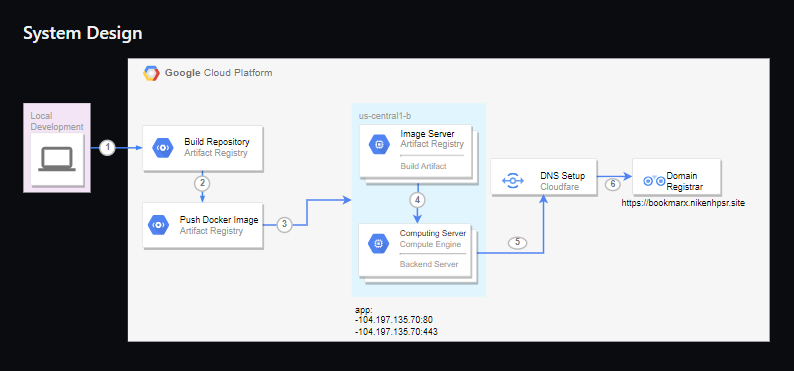 System Design
Google Cloud Platform
Local
Development
1
Build Repository
Artifact Registry
2
Push Docker Image
Artifact Registry
3
us-central1-b
Image Server
Artifact Registry
Build Artifact
4
Computing Server
Compute Engine
Backend Server
5
DNS Setup
Cloudfare
6
Domain
Registrar
https://bookmarx.nikenhpsr.site
app:
-104.197.135.70:80
-104.197.135.70:443